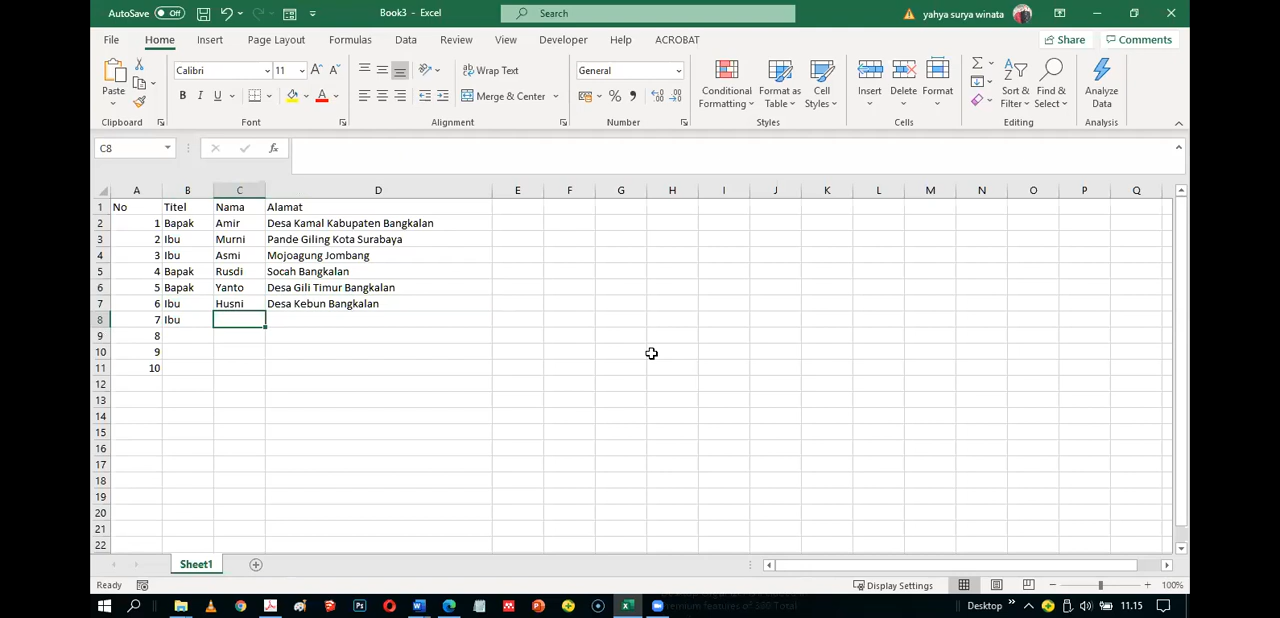 AutoSave Off Book3 - Excel Search yahya surya winata
File Home Insert Page Layout Formulas Data Review View Developer Help ACROBAT Share Comments
Paste Calibri 11 Wrap Text General Conditional Formatting Format as Table Cell Styles Insert Delete Format Sort & Filter Find & Select Analyze Data
B I U Merge & Center
Clipboard Font Alignment Number Styles Cells Editing Analysis
C8 fx
A B C D E F G H I J K L M N O P Q
1 No Titel Nama Alamat
2 1 Bapak Amir Desa Kamal Kabupaten Bangkalan
3 2 Ibu Murni Pande Giling Kota Surabaya
4 3 Ibu Asmi Mojoagung Jombang
5 4 Bapak Rusdi Socah Bangkalan
6 5 Bapak Yanto Desa Gili Timur Bangkalan
7 6 Ibu Husni Desa Kebun Bangkalan
8 7 Ibu
9 8
10 9
11 10
12
13
14
15
16
17
18
19
20
21
22
Sheet1
Ready Display Settings 100%
Desktop 11.15